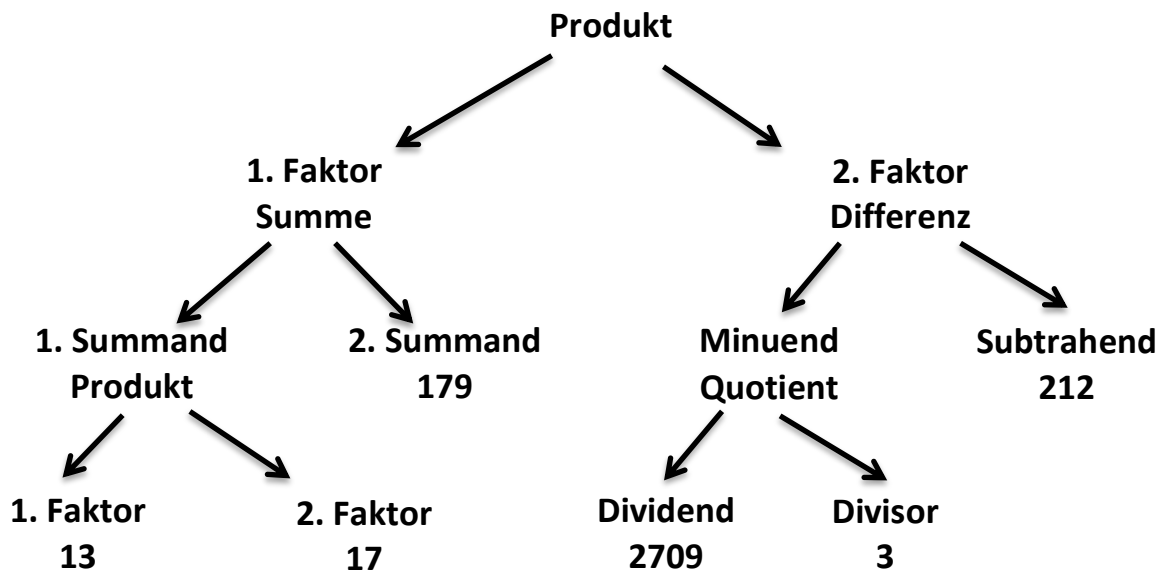 Produkt
1. Faktor
Summe
2. Faktor
Differenz
1. Summand
Produkt
2. Summand
179
Minuend
Quotient
Subtrahend
212
1. Faktor
13
2. Faktor
17
Dividend
2709
Divisor
3